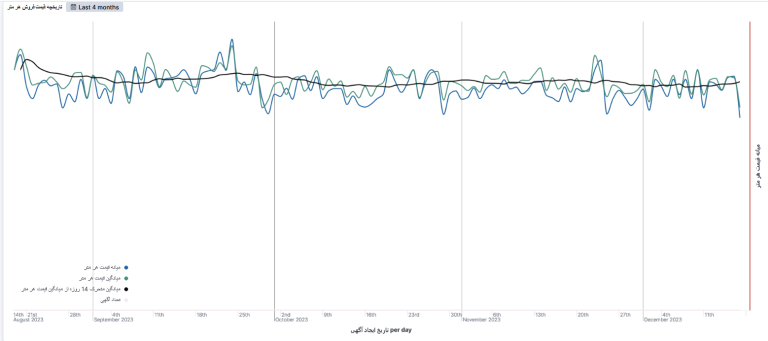 تاریخچه قیمت فروش هر متر
Last 4 months
میانه قیمت هر متر
میانه قیمت هر متر
میانگین قیمت هر متر
میانگین متحرک 14 روزه از میانگین قیمت هر متر
14th 21st 28th 4th 11th 18th 25th 2nd 9th 16th 23rd 30th 6th 13th 20th 27th 4th 11th
August 2023 September 2023 October 2023 November 2023 December 2023
تاریخ ایجاد آگهی per day